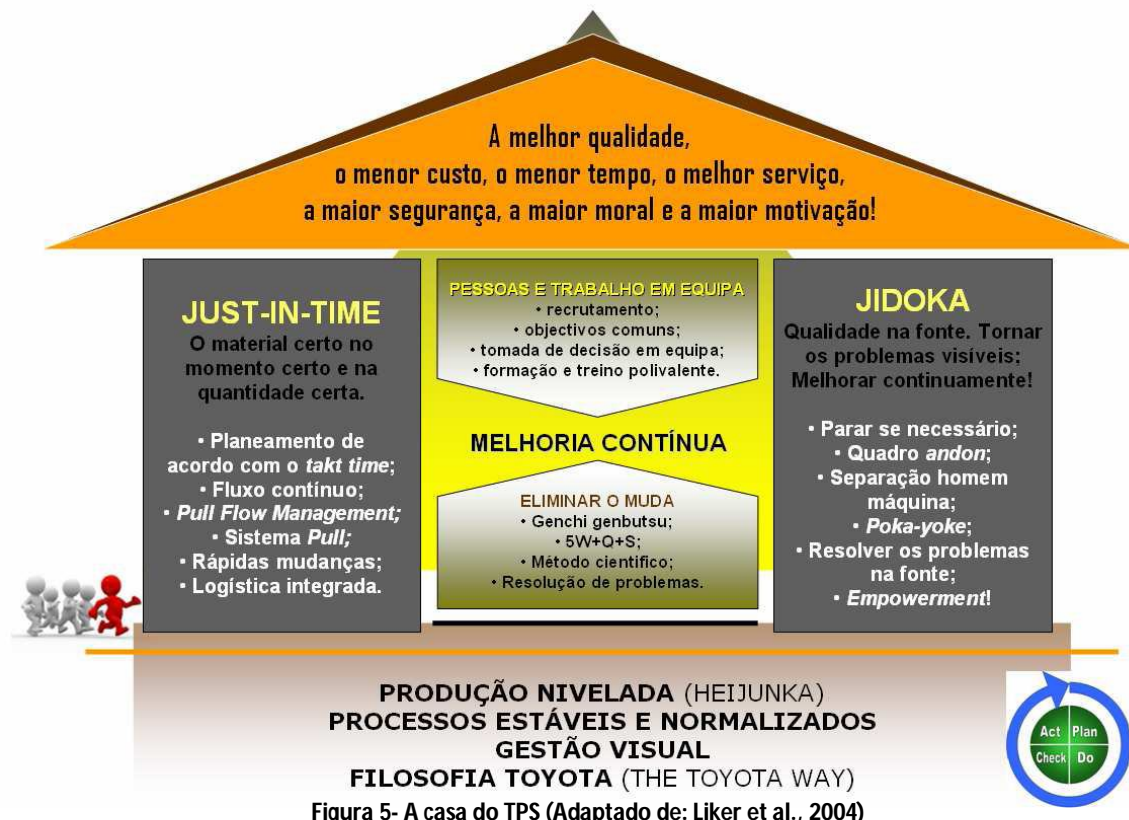 A melhor qualidade,
o menor custo, o menor tempo, o melhor serviço,
a maior segurança, a maior moral e a maior motivação!
JUST-IN-TIME
O material certo no
momento certo e na
quantidade certa.
• Planeamento de
acordo com o takt time;
• Fluxo contínuo;
• Pull Flow Management;
• Sistema Pull;
• Rápidas mudanças;
• Logística integrada.
PESSOAS E TRABALHO EM EQUIPA
• recrutamento;
• objectivos comuns;
• tomada de decisão em equipa;
• formação e treino polivalente.
MELHORIA CONTÍNUA
ELIMINAR O MUDA
• Genchi genbutsu;
• 5W+Q+S;
• Método cientifico;
• Resolução de problemas.
JIDOKA
Qualidade na fonte. Tornar
os problemas visíveis;
Melhorar continuamente!
• Parar se necessário;
• Quadro andon;
• Separação homem
máquina;
• Poka-yoke;
• Resolver os problemas
na fonte;
• Empowerment!
PRODUÇÃO NIVELADA (HEIJUNKA)
PROCESSOS ESTÁVEIS E NORMALIZADOS
GESTÃO VISUAL
FILOSOFIA TOYOTA (THE TOYOTA WAY)
Act Plan
Check Do
Figura 5- A casa do TPS (Adaptado de: Liker et al., 2004)